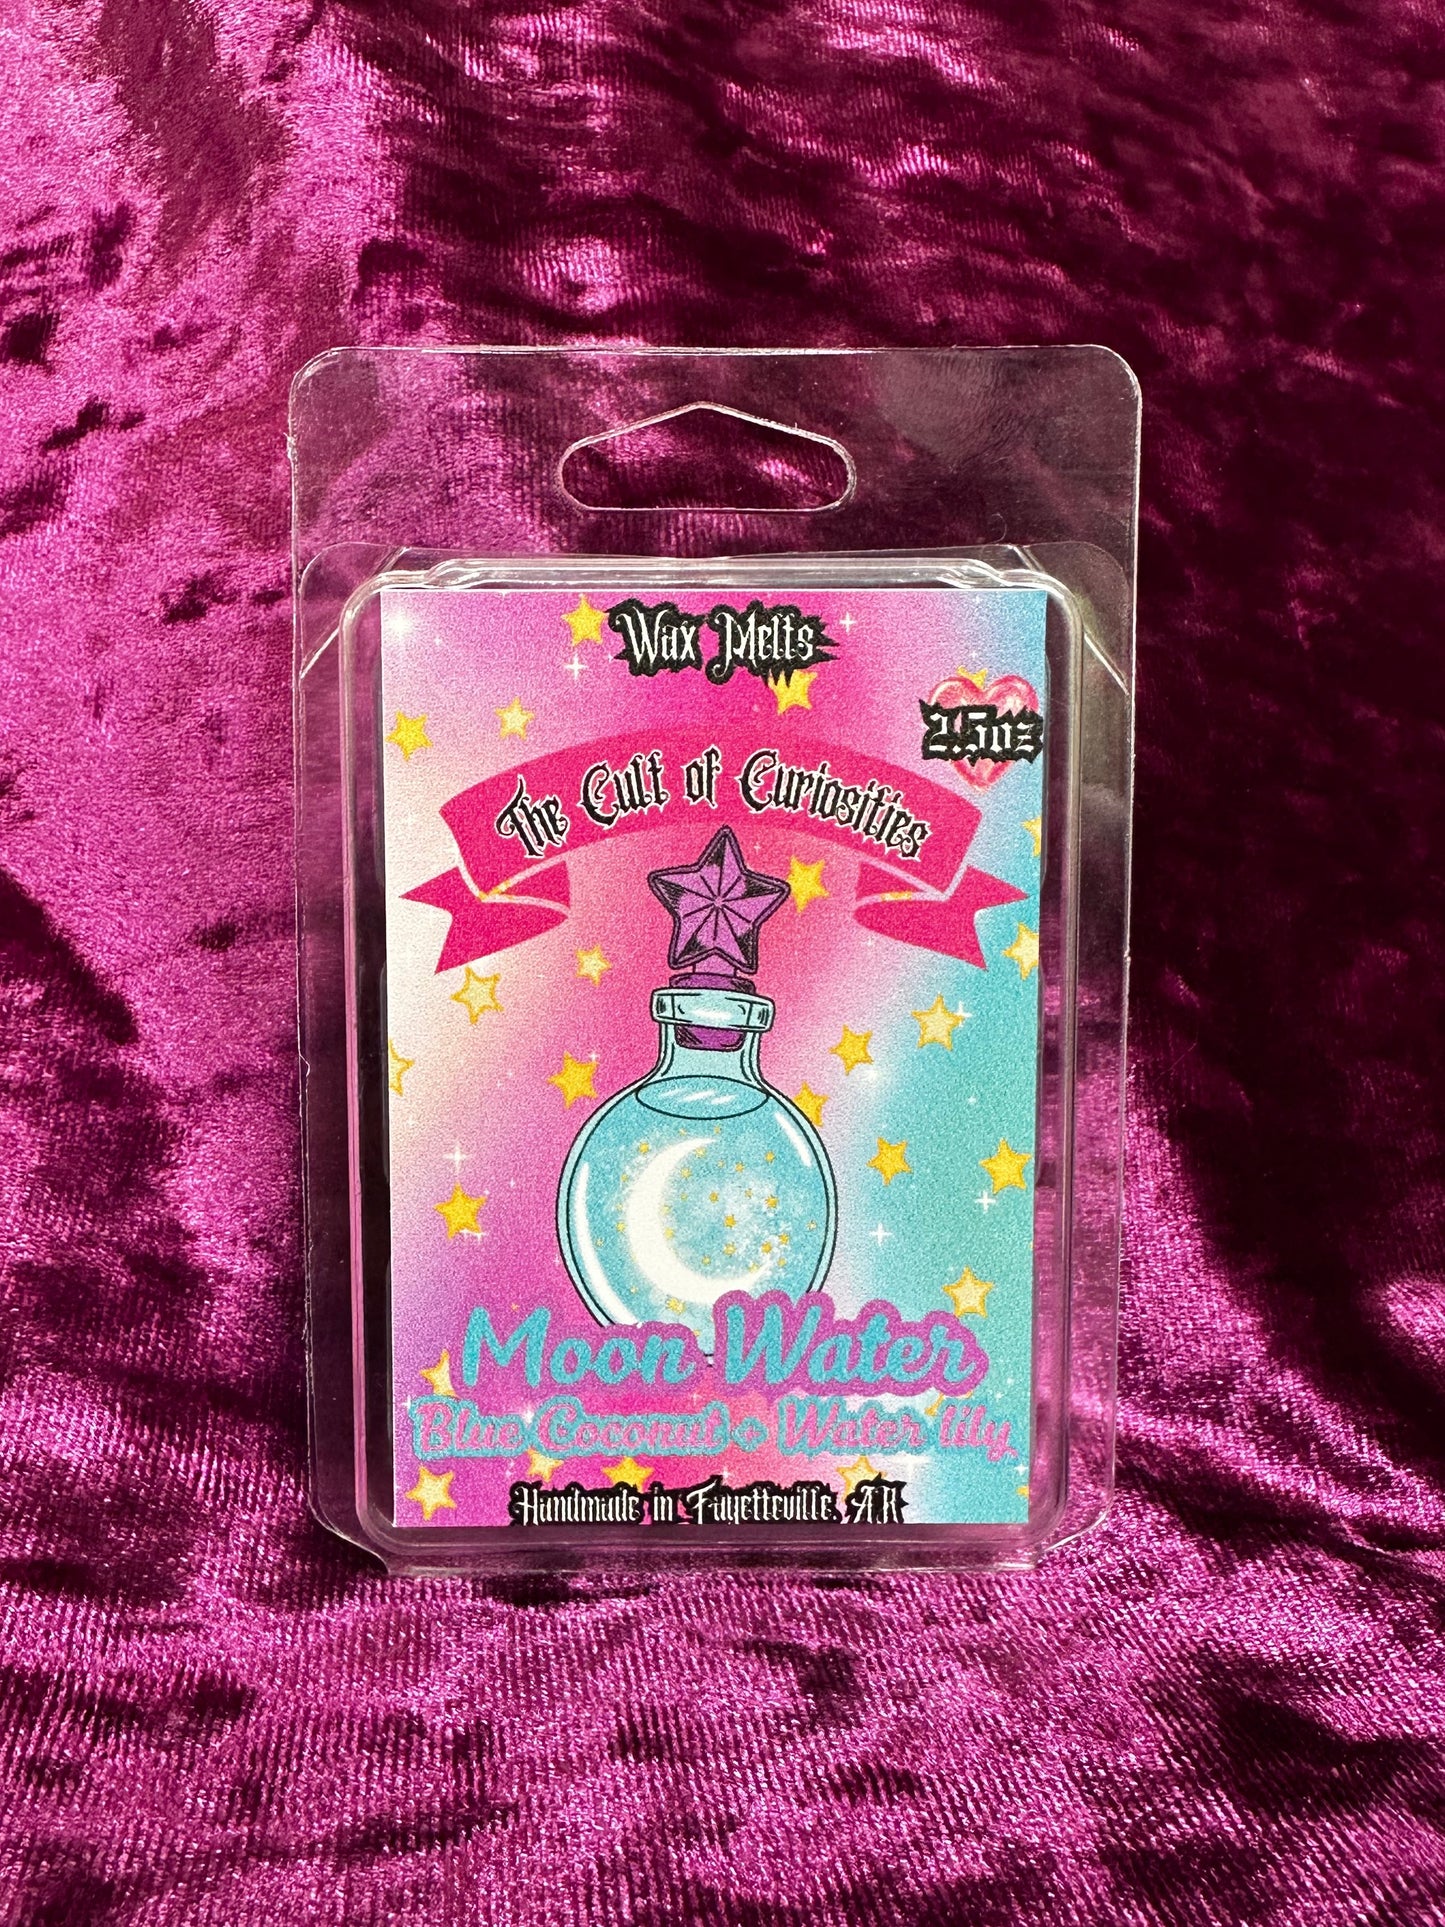 Wax Melts
2.5oz
The Cult of Curiosities
Moon Water
Blue Coconut + Water lily
Handmade in Fayetteville, AR